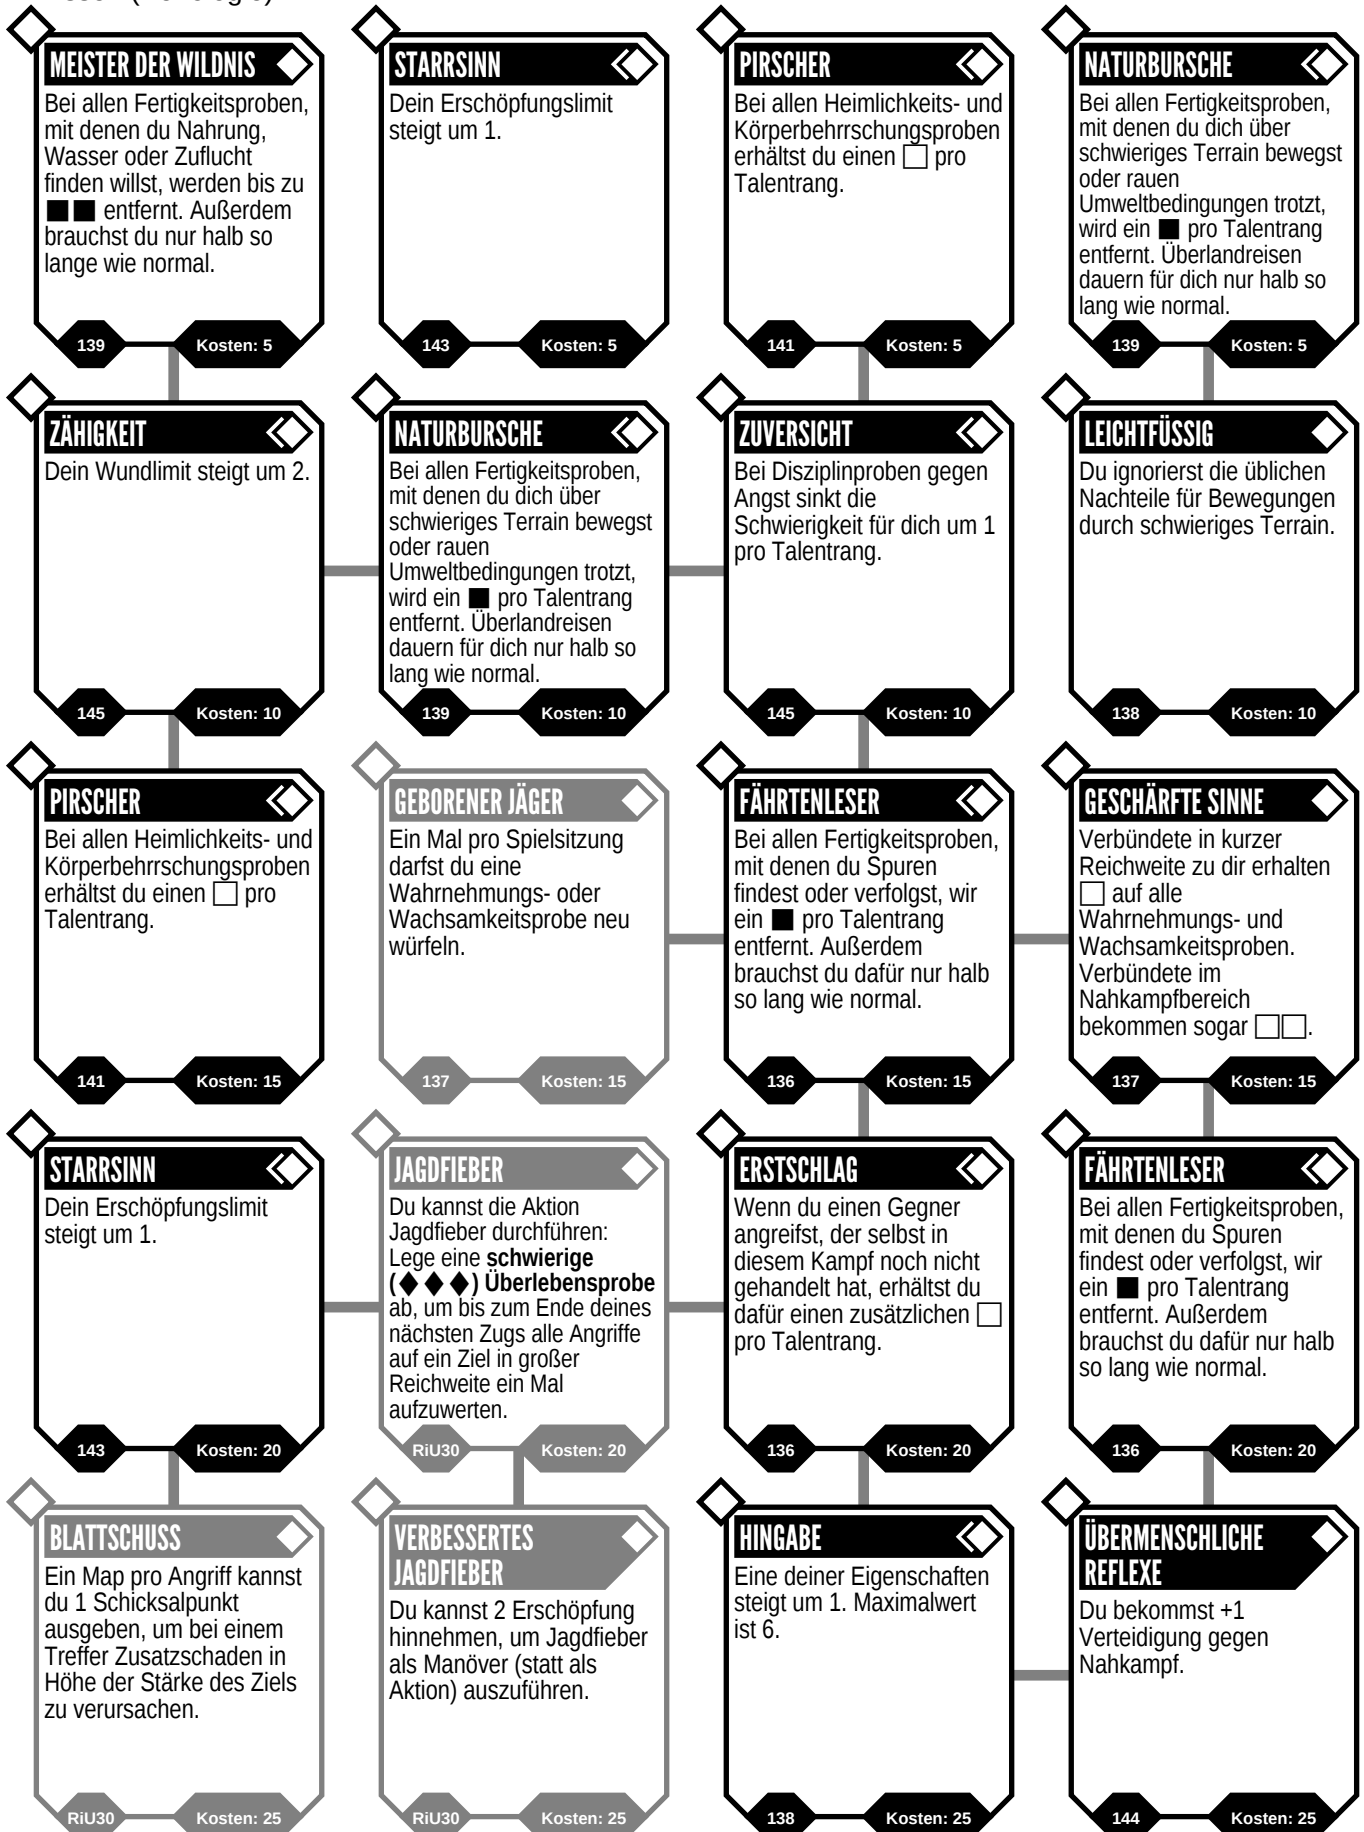 MEISTER DER WILDNIS
Bei allen Fertigkeitsproben,
mit denen du Nahrung,
Wasser oder Zuflucht
finden willst, werden bis zu
■■ entfernt. Außerdem
brauchst du nur halb so
lange wie normal.
139
Kosten: 5
STARRSINN
Dein Erschöpfungslimit
steigt um 1.
143
Kosten: 5
PIRSCHER
Bei allen Heimlichkeits- und
Körperbehrrschungsproben
erhältst du einen □ pro
Talentrang.
141
Kosten: 5
NATURBURSCHE
Bei allen Fertigkeitsproben,
mit denen du dich über
schwieriges Terrain bewegst
oder rauen
Umweltbedingungen trotzt,
wird ein ■ pro Talentrang
entfernt. Überlandreisen
dauern für dich nur halb so
lang wie normal.
139
Kosten: 5
ZÄHIGKEIT
Dein Wundlimit steigt um 2.
145
Kosten: 10
NATURBURSCHE
Bei allen Fertigkeitsproben,
mit denen du dich über
schwieriges Terrain bewegst
oder rauen
Umweltbedingungen trotzt,
wird ein ■ pro Talentrang
entfernt. Überlandreisen
dauern für dich nur halb so
lang wie normal.
139
Kosten: 10
ZUVERSICHT
Bei Disziplinproben gegen
Angst sinkt die
Schwierigkeit für dich um 1
pro Talentrang.
145
Kosten: 10
LEICHTFÜSSIG
Du ignorierst die üblichen
Nachteile für Bewegungen
durch schwieriges Terrain.
138
Kosten: 10
PIRSCHER
Bei allen Heimlichkeits- und
Körperbehrrschungsproben
erhältst du einen □ pro
Talentrang.
141
Kosten: 15
GEBORENER JÄGER
Ein Mal pro Spielsitzung
darfst du eine
Wahrnehmungs- oder
Wachsamkeitsprobe neu
würfeln.
137
Kosten: 15
FÄHRTENLESER
Bei allen Fertigkeitsproben,
mit denen du Spuren
findest oder verfolgst, wir
ein ■ pro Talentrang
entfernt. Außerdem
brauchst du dafür nur halb
so lang wie normal.
136
Kosten: 15
GESCHÄRFTE SINNE
Verbündete in kurzer
Reichweite zu dir erhalten
□ auf alle
Wahrnehmungs- und
Wachsamkeitsproben.
Verbündete im
Nahkampfbereich
bekommen sogar □□.
137
Kosten: 15
STARRSINN
Dein Erschöpfungslimit
steigt um 1.
143
Kosten: 20
JAGDFIEBER
Du kannst die Aktion
Jagdfieber durchführen:
Lege eine schwierige
(♦♦♦) Überlebensprobe
ab, um bis zum Ende deines
nächsten Zugs alle Angriffe
auf ein Ziel in großer
Reichweite ein Mal
aufzuwerten.
RiU30
Kosten: 20
ERSTSCHLAG
Wenn du einen Gegner
angreifst, der selbst in
diesem Kampf noch nicht
gehandelt hat, erhältst du
dafür einen zusätzlichen □
pro Talentrang.
136
Kosten: 20
FÄHRTENLESER
Bei allen Fertigkeitsproben,
mit denen du Spuren
findest oder verfolgst, wir
ein ■ pro Talentrang
entfernt. Außerdem
brauchst du dafür nur halb
so lang wie normal.
136
Kosten: 20
BLATTSCHUSS
Ein Map pro Angriff kannst
du 1 Schicksalpunkt
ausgeben, um bei einem
Treffer Zusatzschaden in
Höhe der Stärke des Ziels
zu verursachen.
RiU30
Kosten: 25
VERBESSERTES
JAGDFIEBER
Du kannst 2 Erschöpfung
hinnehmen, um Jagdfieber
als Manöver (statt als
Aktion) auszuführen.
RiU30
Kosten: 25
HINGABE
Eine deiner Eigenschaften
steigt um 1. Maximalwert
ist 6.
138
Kosten: 25
ÜBERMENSCHLICHE
REFLEXE
Du bekommst +1
Verteidigung gegen
Nahkampf.
144
Kosten: 25